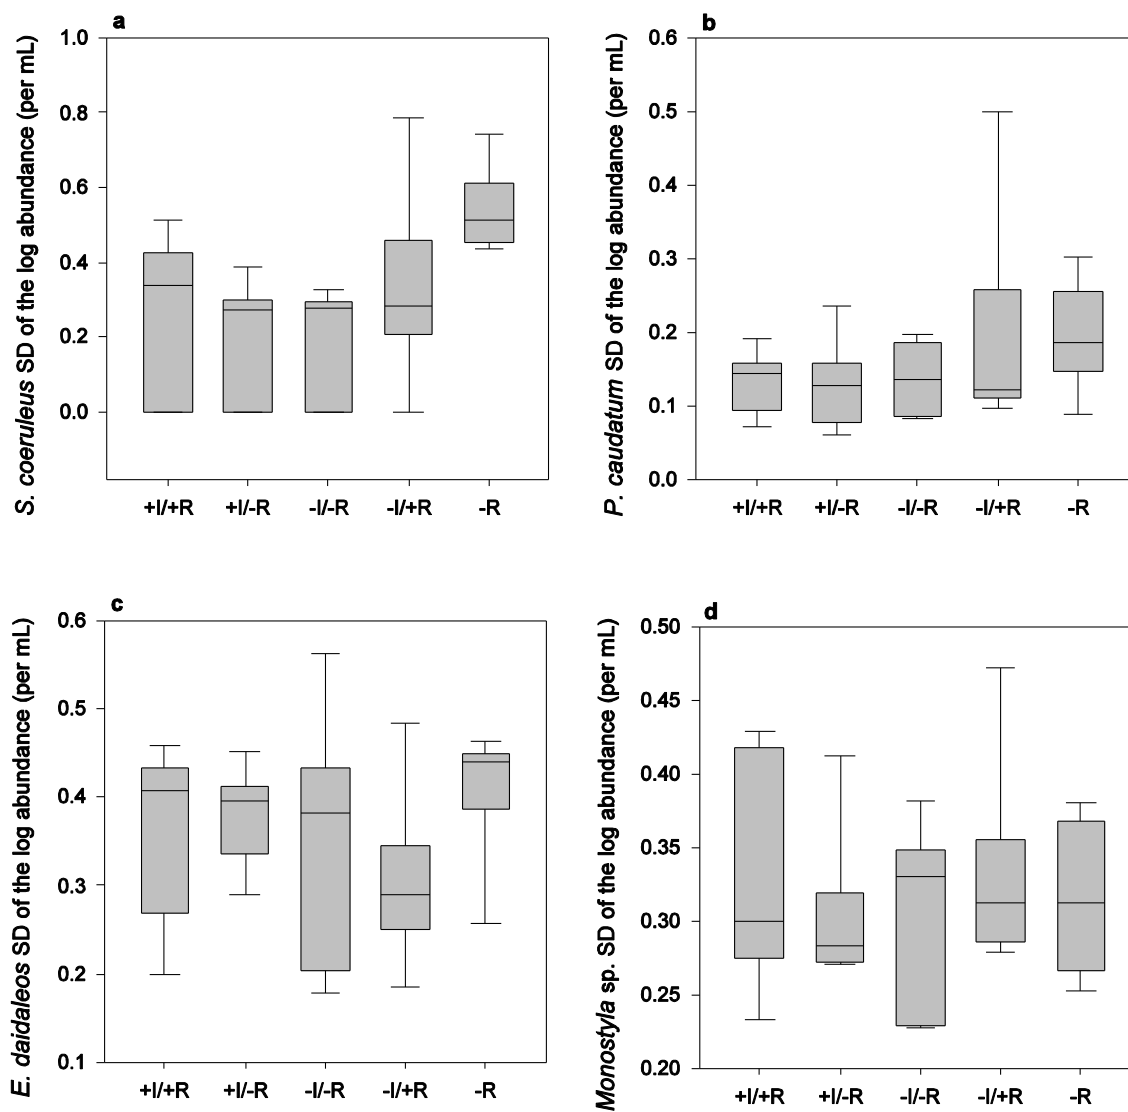 a
S. coeruleus SD of the log abundance (per mL)
1.0
0.8
0.6
0.4
0.2
0.0
+I/+R +I/-R -I/-R -I/+R -R
b
P. caudatum SD of the log abundance (per mL)
0.6
0.5
0.4
0.3
0.2
0.1
0.0
+I/+R +I/-R -I/-R -I/+R -R
c
E. daidaleos SD of the log abundance (per mL)
0.6
0.5
0.4
0.3
0.2
0.1
+I/+R +I/-R -I/-R -I/+R -R
d
Monostyla sp. SD of the log abundance (per mL)
0.50
0.45
0.40
0.35
0.30
0.25
0.20
+I/+R +I/-R -I/-R -I/+R -R